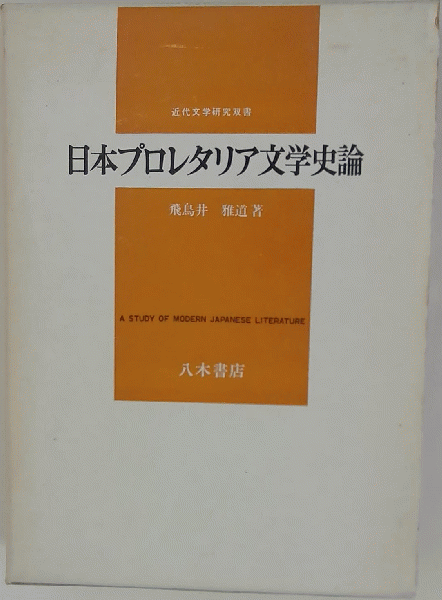 近代文学研究双書
日本プロレタリア文学史論
飛鳥井 雅道著
A STUDY OF MODERN JAPANESE LITERATURE
八木書店